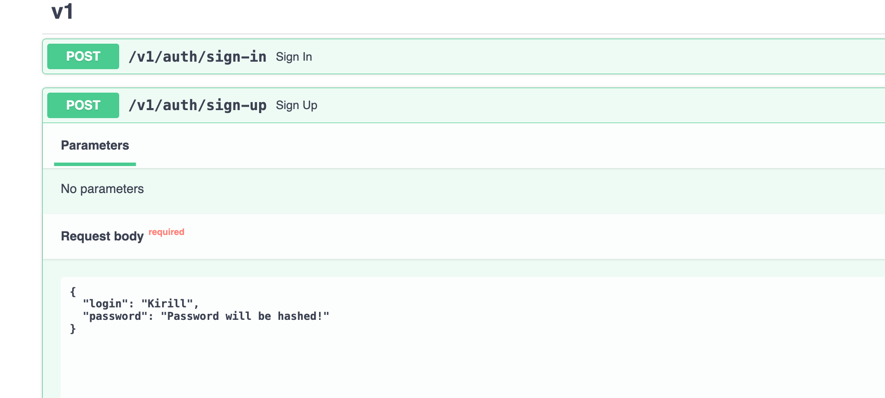 v1
POST /v1/auth/sign-in Sign In
POST /v1/auth/sign-up Sign Up
Parameters
No parameters
Request body required
{
"login": "Kirill",
"password": "Password will be hashed!"
}